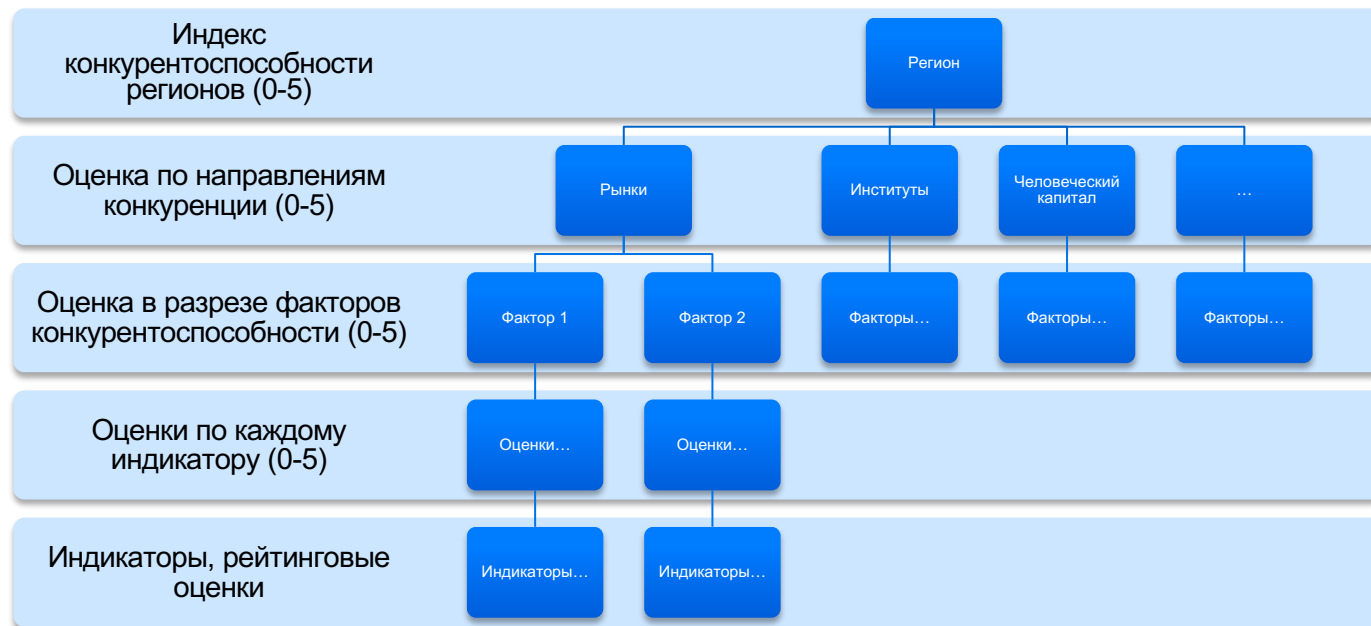 Индекс
конкурентоспособности
регионов (0-5)
Регион
Оценка по направлениям
конкуренции (0-5)
Рынки
Институты
Человеческий
капитал
…
Оценка в разрезе факторов
конкурентоспособности (0-5)
Фактор 1
Фактор 2
Факторы…
Факторы…
Факторы…
Оценки по каждому
индикатору (0-5)
Оценки…
Оценки…
Индикаторы, рейтинговые
оценки
Индикаторы…
Индикаторы…